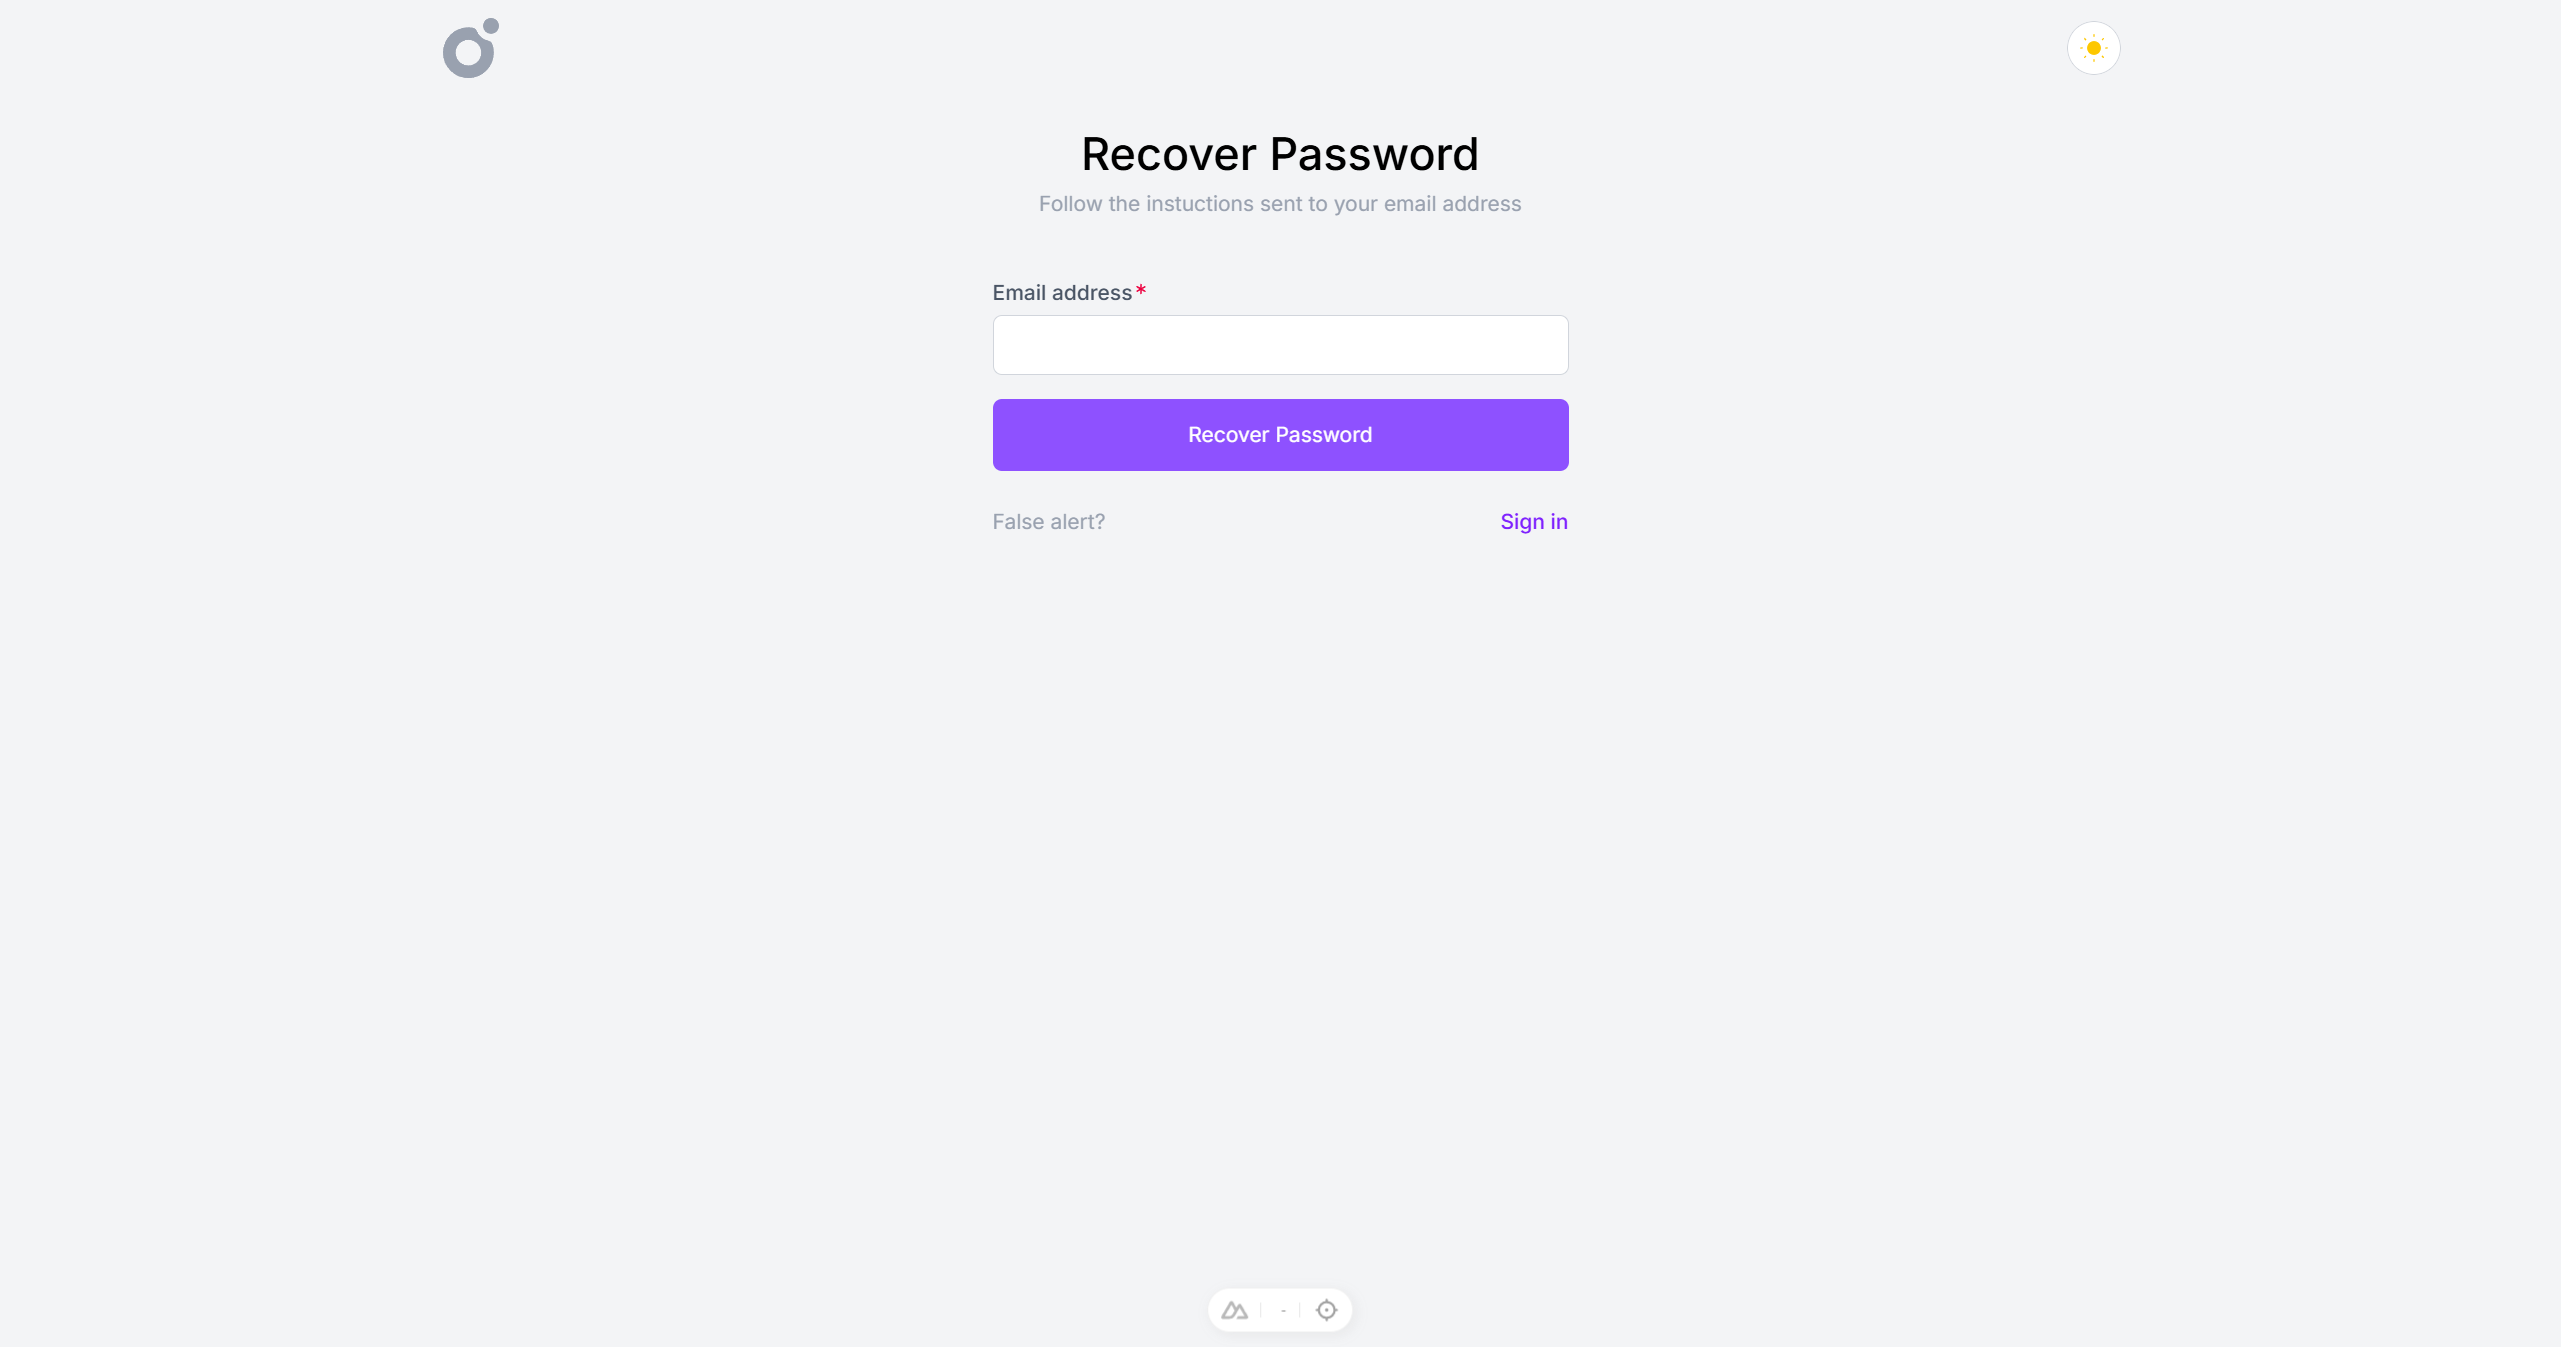 Recover Password
Follow the instuctions sent to your email address
Email address*
Recover Password
False alert?
Sign in
-